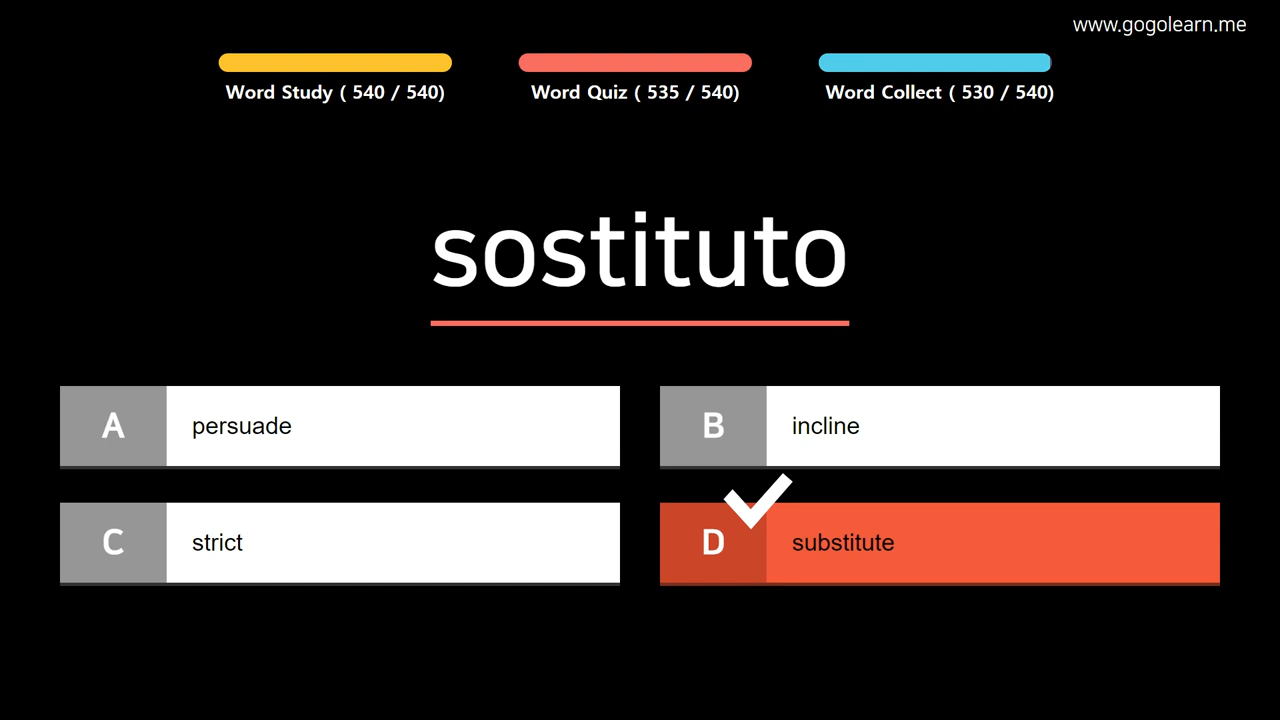 www.gogolearn.me
Word Study ( 540 / 540)
Word Quiz ( 535 / 540)
Word Collect ( 530 / 540)
sostituto
A persuade
B incline
C strict
D substitute